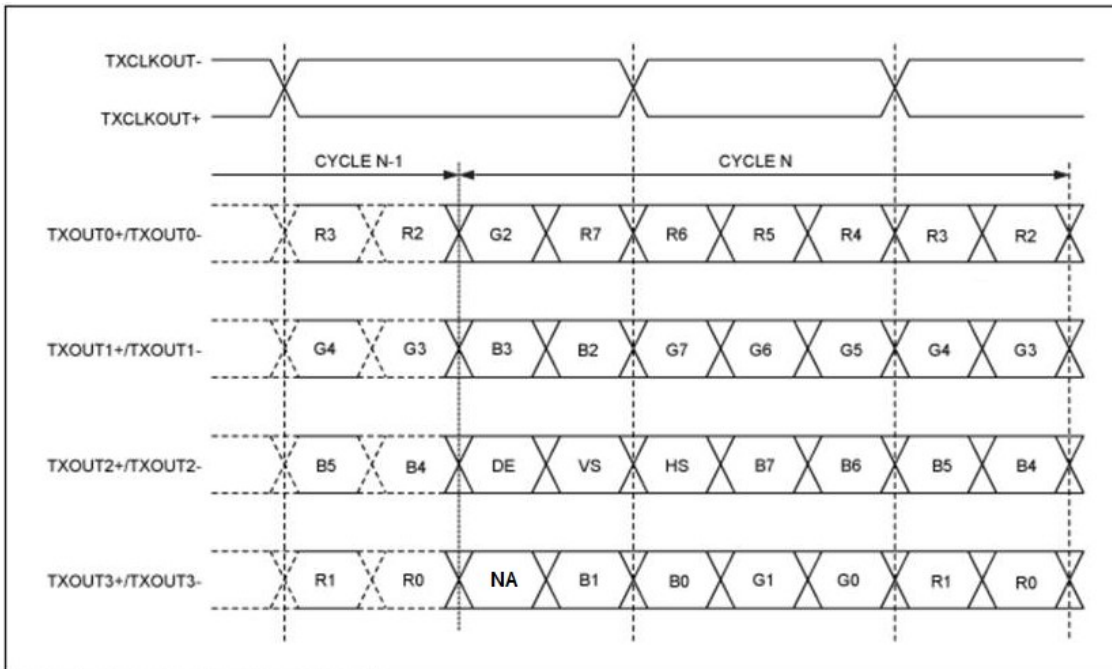 TXCLKOUT-
TXCLKOUT+
CYCLE N-1 CYCLE N
TXOUT0+/TXOUT0- R3 R2 G2 R7 R6 R5 R4 R3 R2
TXOUT1+/TXOUT1- G4 G3 B3 B2 G7 G6 G5 G4 G3
TXOUT2+/TXOUT2- B5 B4 DE VS HS B7 B6 B5 B4
TXOUT3+/TXOUT3- R1 R0 NA B1 B0 G1 G0 R1 R0